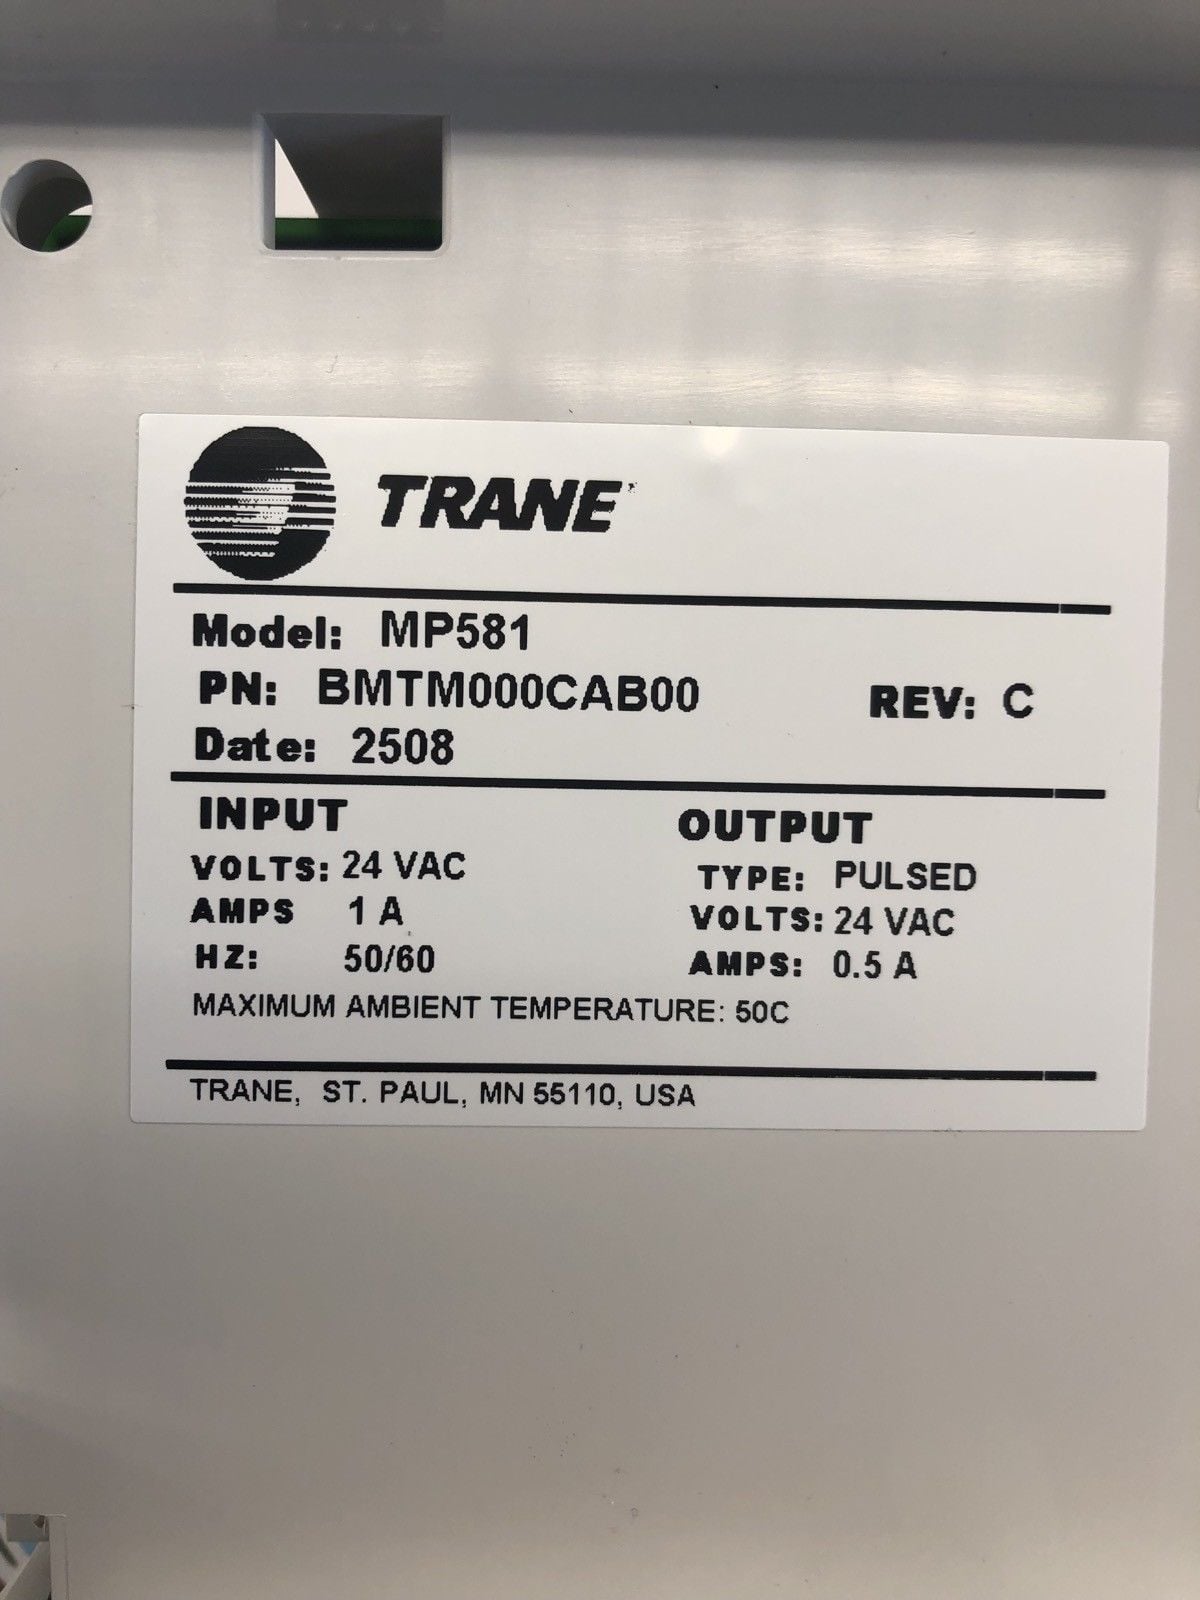 TRANE
Model: MP581
PN: BMTM000CAB00 REV: C
Date: 2508
INPUT OUTPUT
VOLTS: 24 VAC TYPE: PULSED
AMPS 1 A VOLTS: 24 VAC
HZ: 50/60 AMPS: 0.5 A
MAXIMUM AMBIENT TEMPERATURE: 50C
TRANE, ST. PAUL, MN 55110, USA